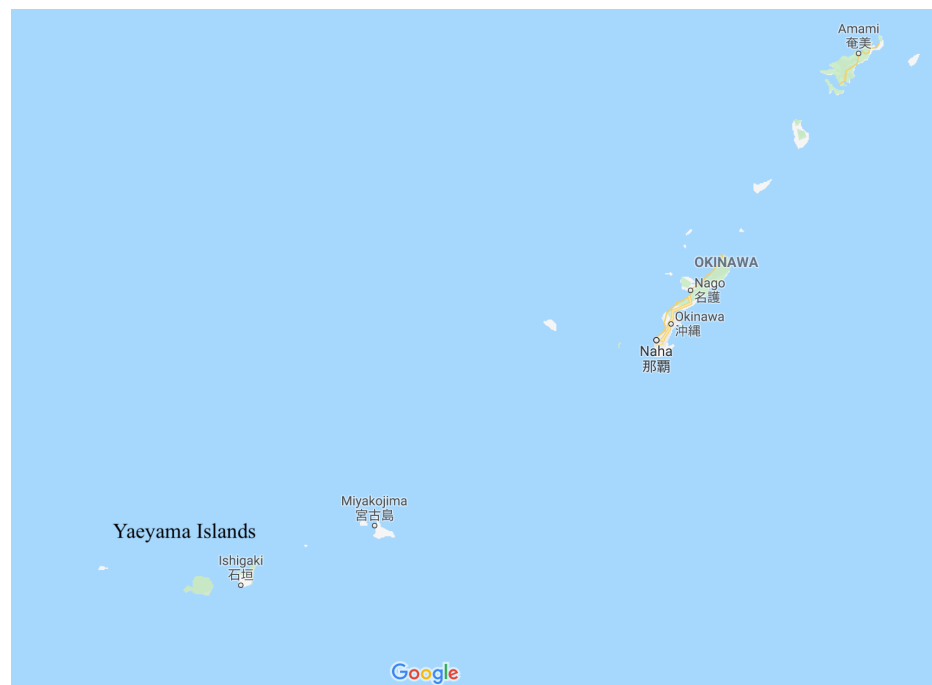 Amami
奄美
OKINAWA
Nago
名護
Okinawa
沖縄
Naha
那覇
Miyakojima
宮古島
Yaeyama Islands
Ishigaki
石垣
Google